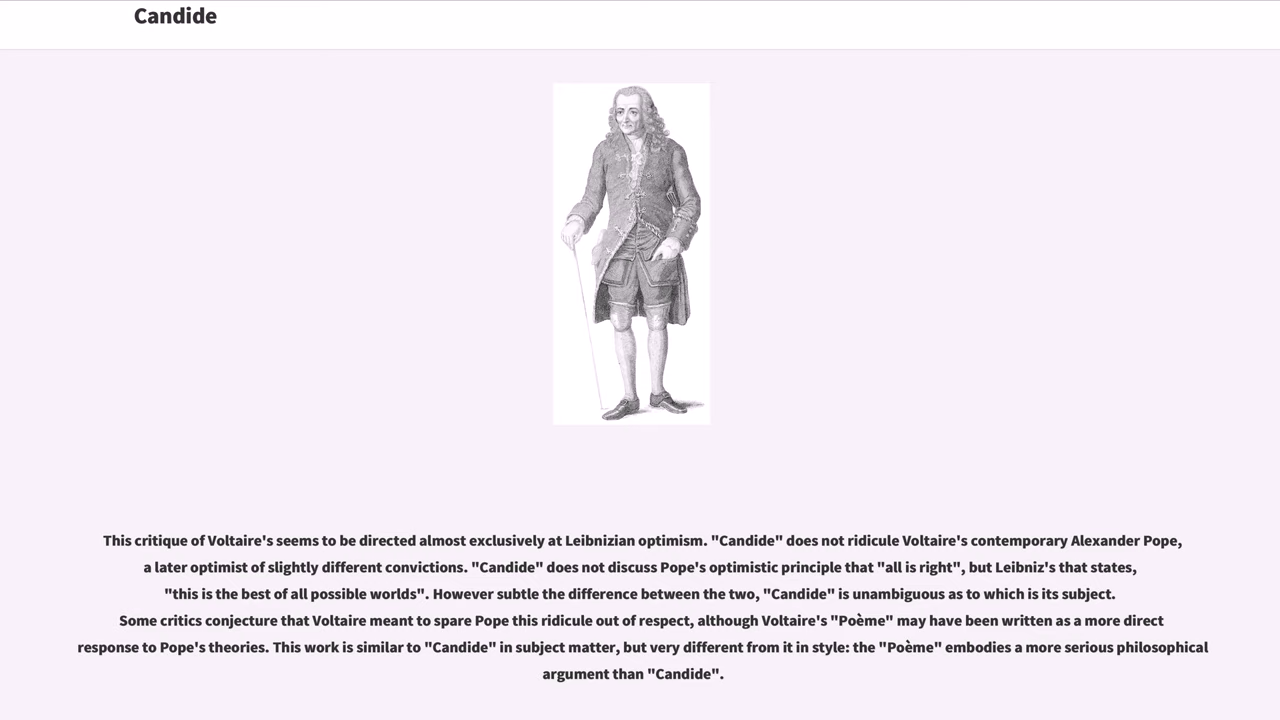 Candide
This critique of Voltaire's seems to be directed almost exclusively at Leibnizian optimism. "Candide" does not ridicule Voltaire's contemporary Alexander Pope,
a later optimist of slightly different convictions. "Candide" does not discuss Pope's optimistic principle that "all is right", but Leibniz's that states,
"this is the best of all possible worlds". However subtle the difference between the two, "Candide" is unambiguous as to which is its subject.
Some critics conjecture that Voltaire meant to spare Pope this ridicule out of respect, although Voltaire's "Poème" may have been written as a more direct
response to Pope's theories. This work is similar to "Candide" in subject matter, but very different from it in style: the "Poème" embodies a more serious philosophical
argument than "Candide".